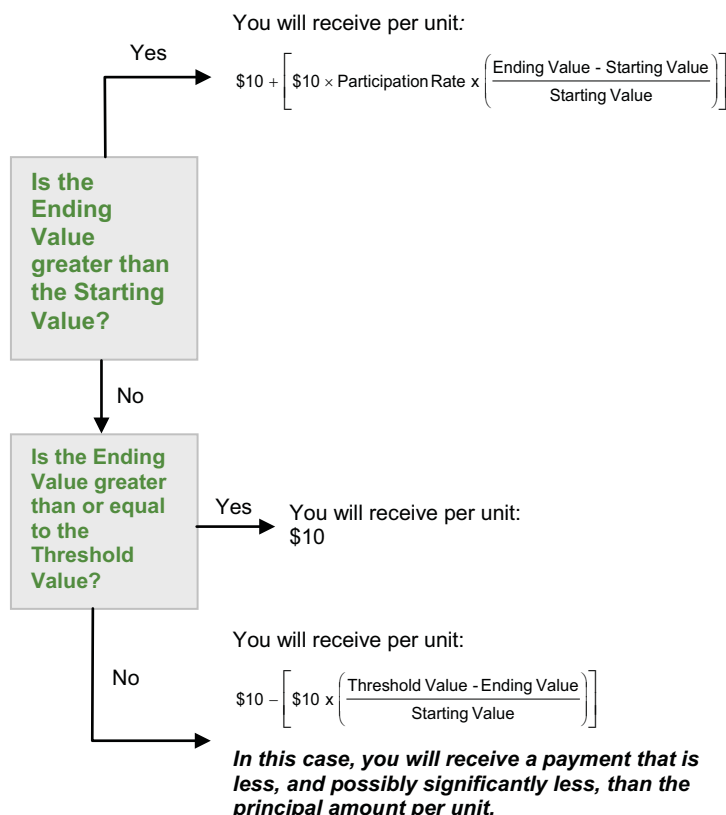 You will receive per unit:
Yes
$10 + [ $10 × Participation Rate x ( Ending Value - Starting Value / Starting Value ) ]
Is the
Ending
Value
greater than
the Starting
Value?
No
Is the Ending
Value greater
than or equal
to the
Threshold
Value?
Yes
You will receive per unit:
$10
You will receive per unit:
No
$10 − [ $10 x ( Threshold Value - Ending Value / Starting Value ) ]
In this case, you will receive a payment that is
less, and possibly significantly less, than the
principal amount per unit.